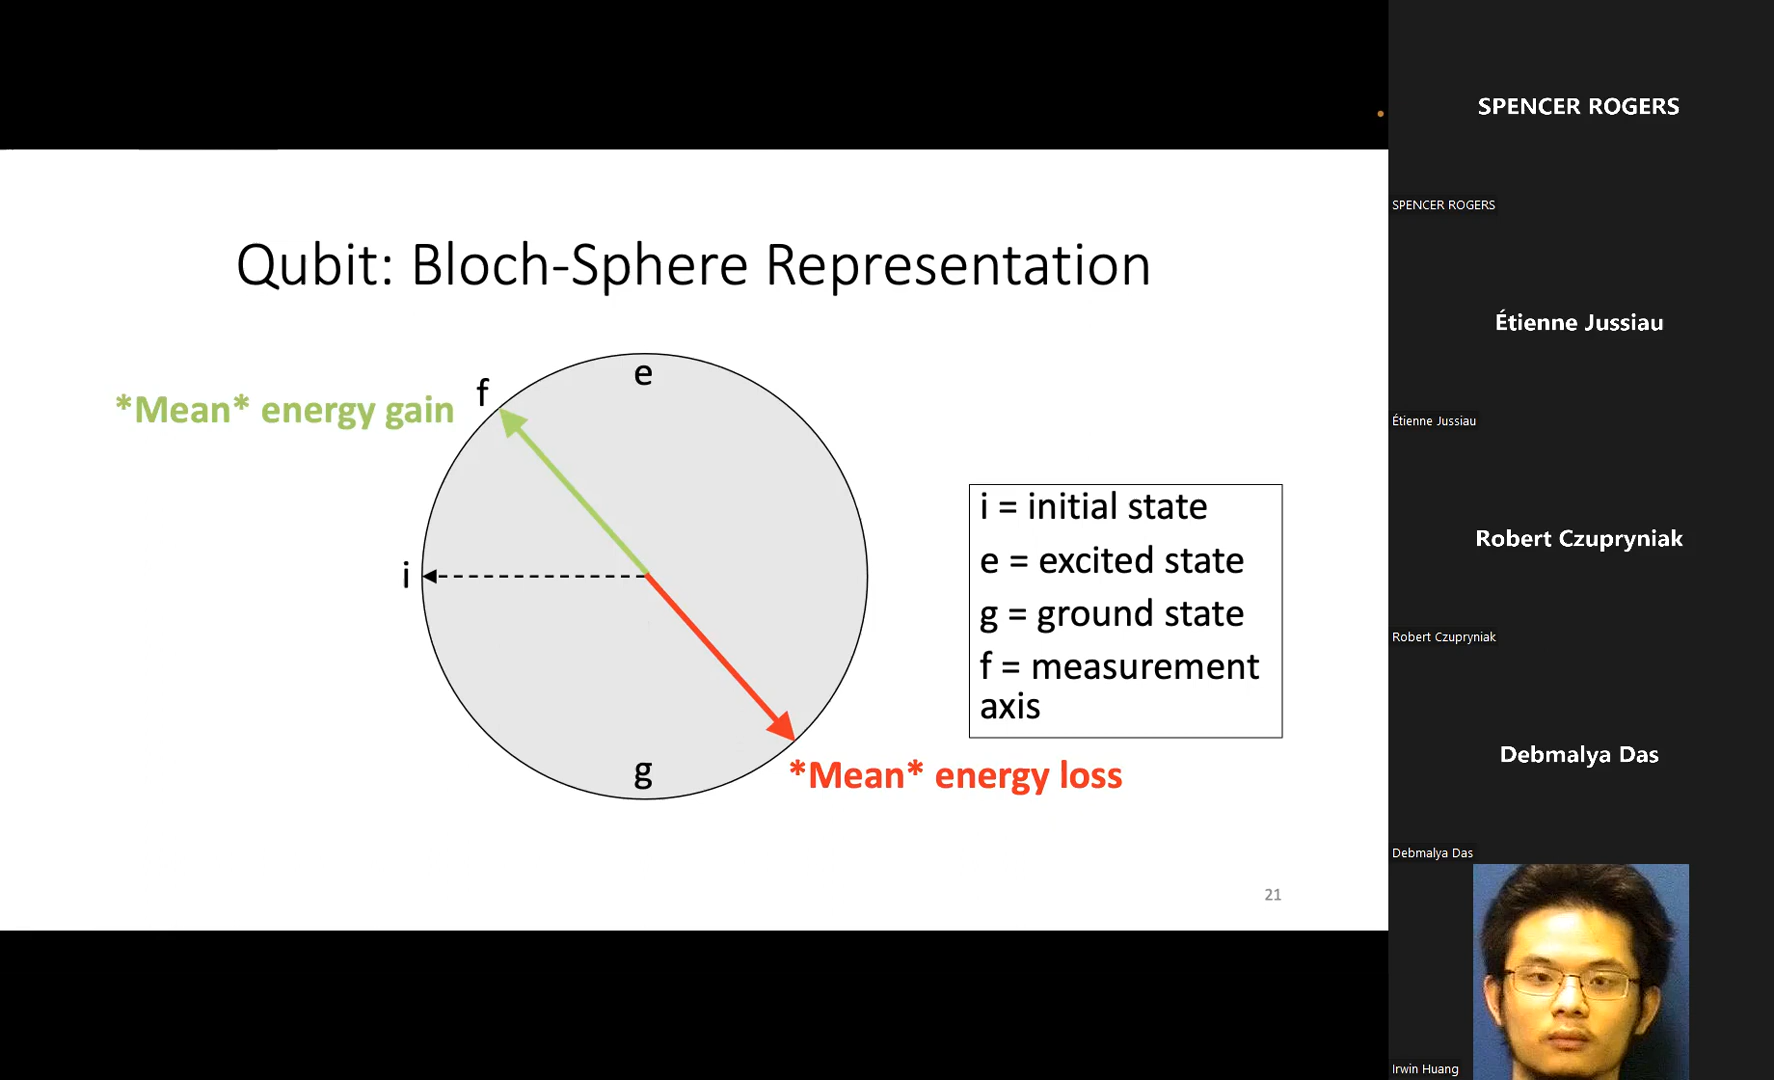 Qubit: Bloch-Sphere Representation
e
f
*Mean* energy gain
i
g
*Mean* energy loss
i = initial state
e = excited state
g = ground state
f = measurement
axis
21
SPENCER ROGERS
SPENCER ROGERS
Étienne Jussiau
Étienne Jussiau
Robert Czupryniak
Robert Czupryniak
Debmalya Das
Debmalya Das
Irwin Huang